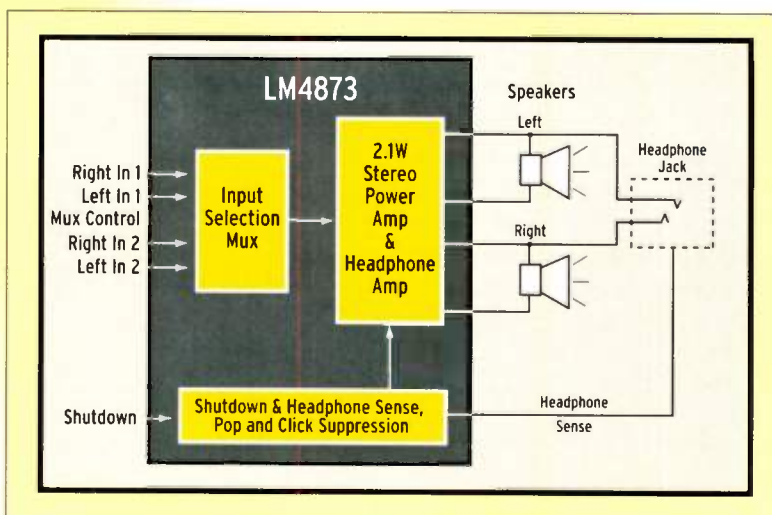 LM4873
Speakers
Left
Headphone
Jack
Right In 1
Left In 1
Mux Control
Right In 2
Left In 2
Input
Selection
Mux
2.1W
Stereo
Power
Amp
&
Headphone
Amp
Right
Shutdown
Shutdown & Headphone Sense,
Pop and Click Suppression
Headphone
Sense